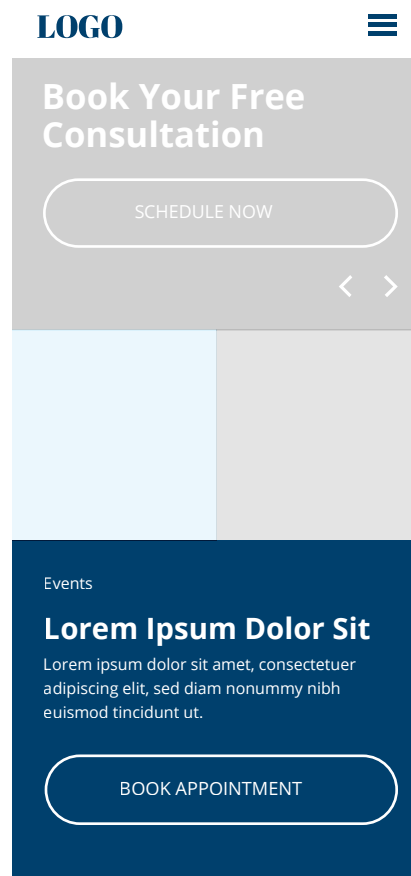 LOGO
Book Your Free
Consultation
SCHEDULE NOW
Events
Lorem Ipsum Dolor Sit
Lorem ipsum dolor sit amet, consectetuer
adipiscing elit, sed diam nonummy nibh
euismod tincidunt ut.
BOOK APPOINTMENT